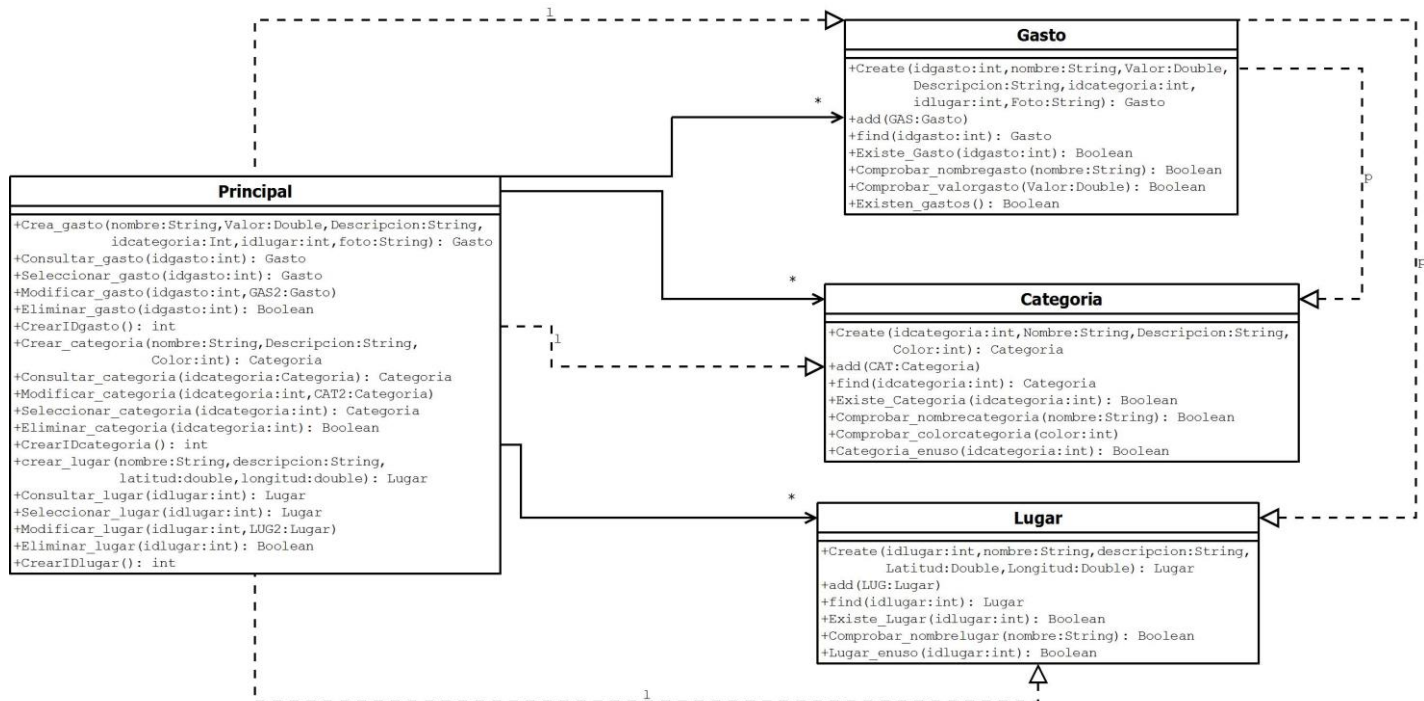 l
Gasto
+Create(idgasto:int,nombre:String,Valor:Double,
Descripcion:String,idcategoria:int,
idlugar:int,Foto:String): Gasto
+add(GAS:Gasto)
+find(idgasto:int): Gasto
+Existe_Gasto(idgasto:int): Boolean
+Comprobar_nombregasto(nombre:String): Boolean
+Comprobar_valorgasto(Valor:Double): Boolean
+Existen_gastos(): Boolean
*
p
p
Principal
+Crea_gasto(nombre:String,Valor:Double,Descripcion:String,
idcategoria:Int,idlugar:int,foto:String): Gasto
+Consultar_gasto(idgasto:int): Gasto
+Seleccionar_gasto(idgasto:int): Gasto
+Modificar_gasto(idgasto:int,GAS2:Gasto)
+Eliminar_gasto(idgasto:int): Boolean
+CrearIDgasto(): int
+Crear_categoria(nombre:String,Descripcion:String,
Color:int): Categoria
+Consultar_categoria(idcategoria:Categoria): Categoria
+Modificar_categoria(idcategoria:int,CAT2:Categoria)
+Seleccionar_categoria(idcategoria:int): Categoria
+Eliminar_categoria(idcategoria:int): Boolean
+CrearIDcategoria(): int
+crear_lugar(nombre:String,descripcion:String,
latitud:double,longitud:double): Lugar
+Consultar_lugar(idlugar:int): Lugar
+Seleccionar_lugar(idlugar:int): Lugar
+Modificar_lugar(idlugar:int,LUG2:Lugar)
+Eliminar_lugar(idlugar:int): Boolean
+CrearIDlugar(): int
*
l
Categoria
+Create(idcategoria:int,Nombre:String,Descripcion:String,
Color:int): Categoria
+add(CAT:Categoria)
+find(idcategoria:int): Categoria
+Existe_Categoria(idcategoria:int): Boolean
+Comprobar_nombrecategoria(nombre:String): Boolean
+Comprobar_colorcategoria(color:int)
+Categoria_enuso(idcategoria:int): Boolean
*
Lugar
+Create(idlugar:int,nombre:String,descripcion:String,
Latitud:Double,Longitud:Double): Lugar
+add(LUG:Lugar)
+find(idlugar:int): Lugar
+Existe_Lugar(idlugar:int): Boolean
+Comprobar_nombrelugar(nombre:String): Boolean
+Lugar_enuso(idlugar:int): Boolean
l